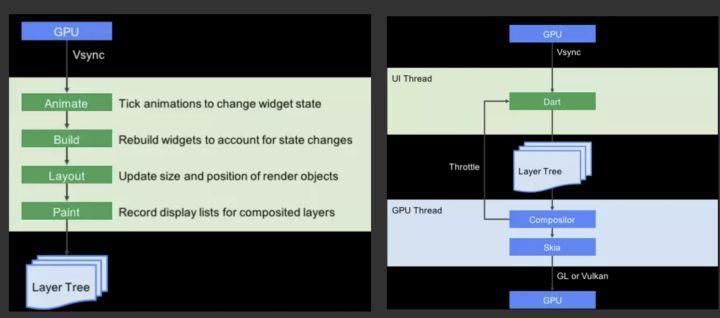 GPU
Vsync
Animate Tick animations to change widget state
Build Rebuild widgets to account for state changes
Layout Update size and position of render objects
Paint Record display lists for composited layers
Layer Tree
GPU
Vsync
UI Thread
Dart
Throttle
Layer Tree
GPU Thread
Compositor
Skia
GL or Vulkan
GPU